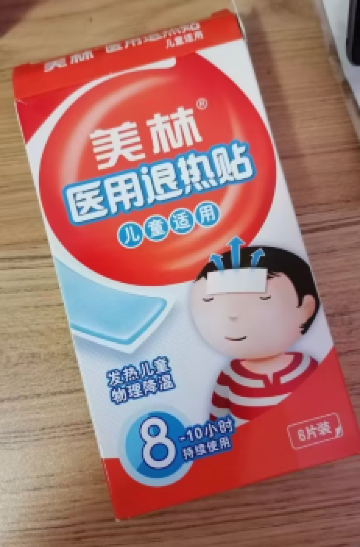 美林 医用退热贴
儿童适用
美林®
医用退热贴
儿童适用
发热儿童
物理降温
8-10小时
持续使用
6片装